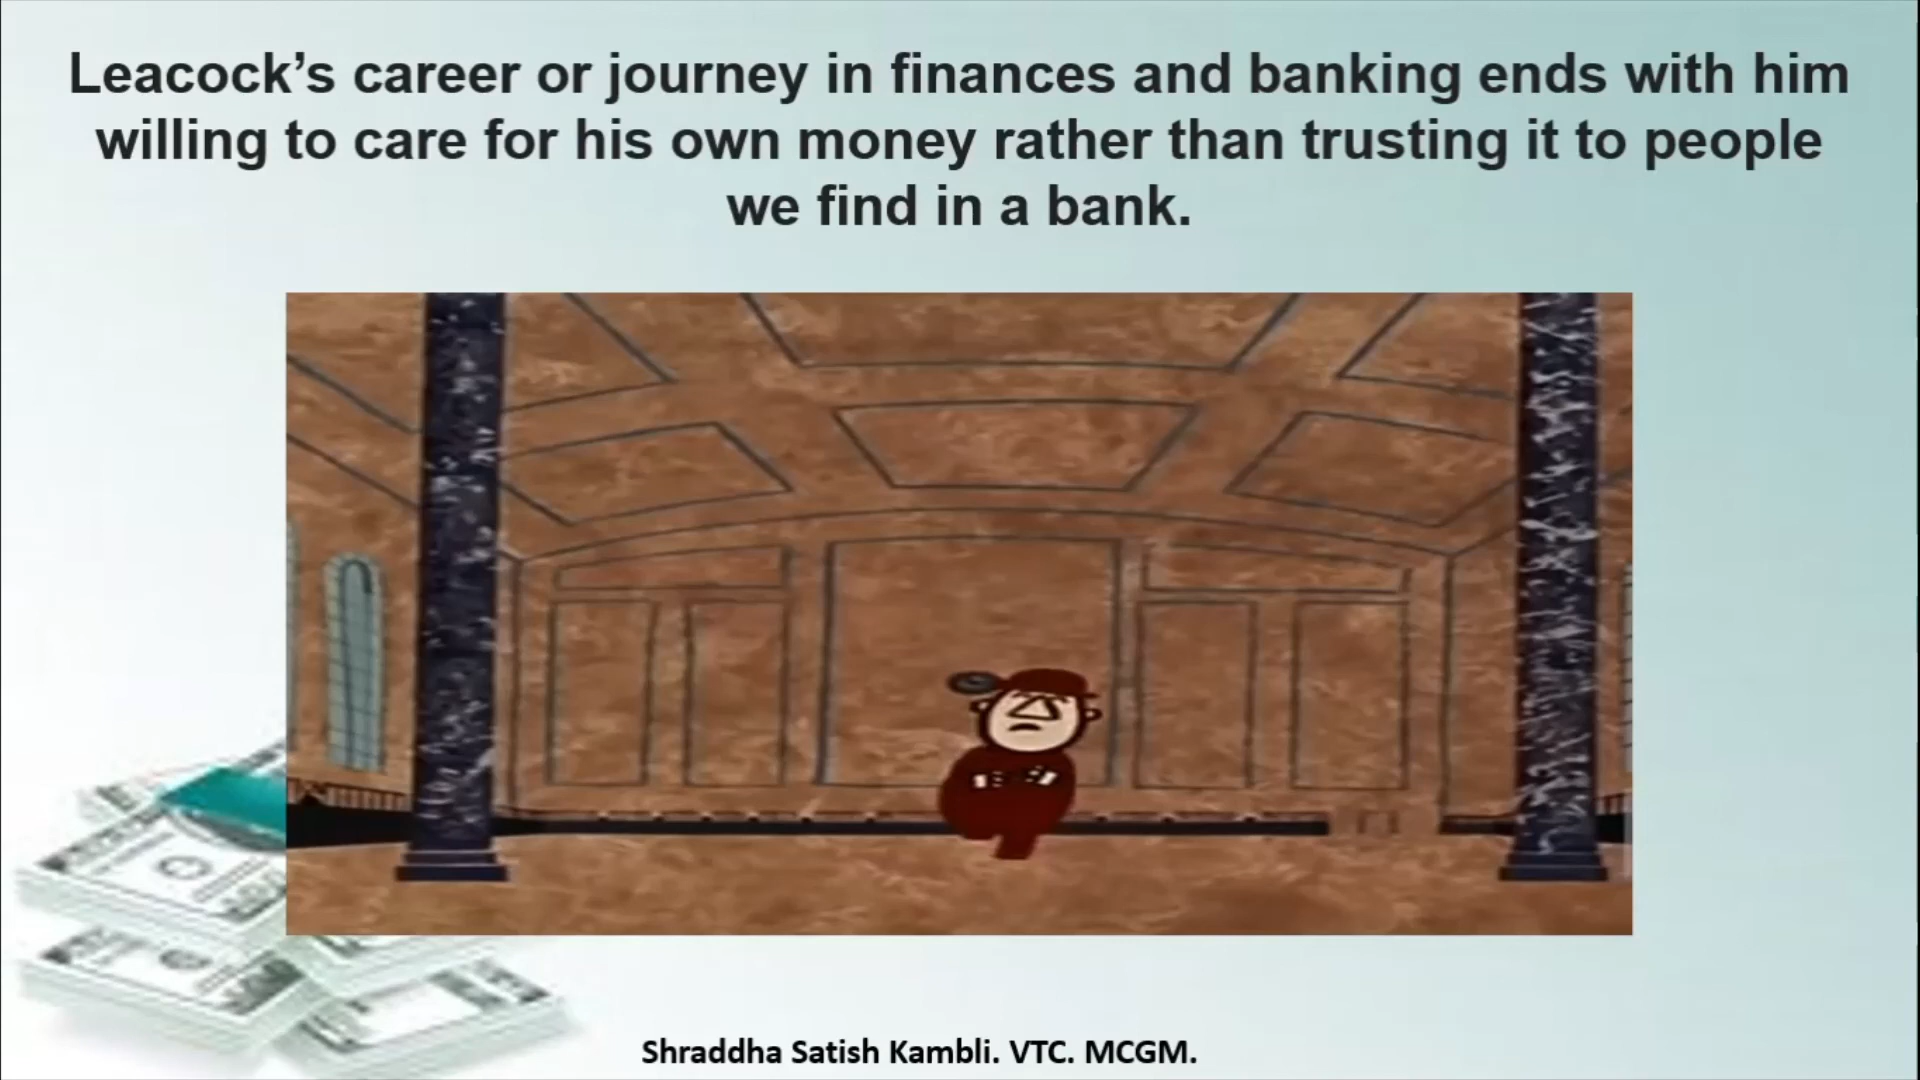 Leacock’s career or journey in finances and banking ends with him
willing to care for his own money rather than trusting it to people
we find in a bank.
Shraddha Satish Kambli. VTC. MCGM.